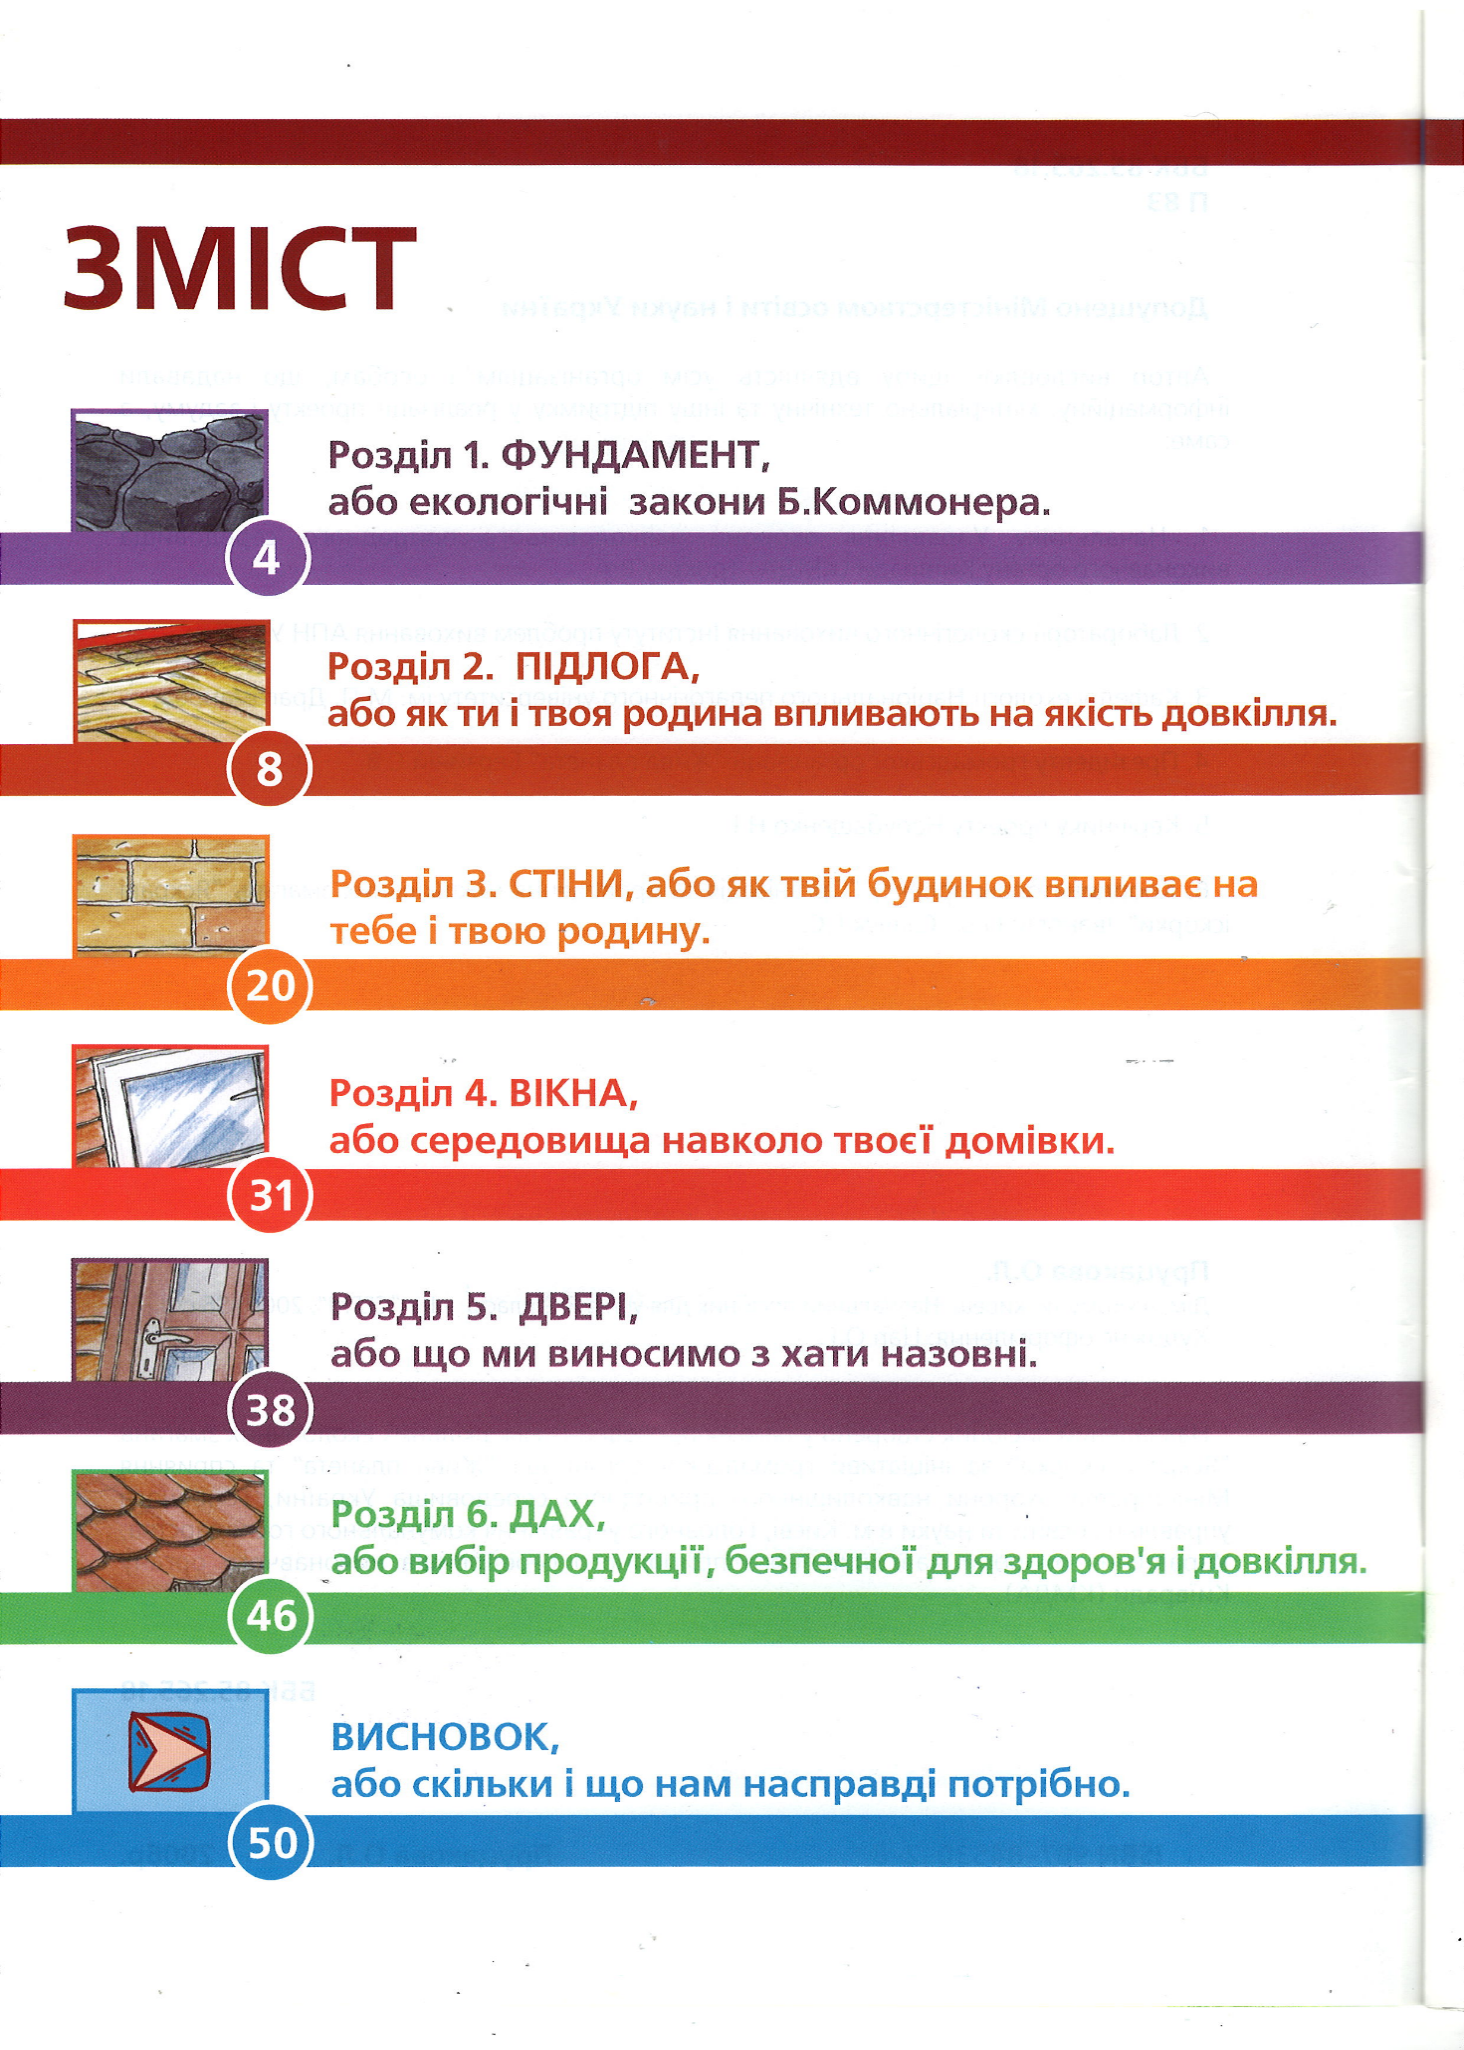 ЗМІСТ
Розділ 1. ФУНДАМЕНТ,
або екологічні закони Б.Коммонера.
4
Розділ 2. ПІДЛОГА,
або як ти і твоя родина впливають на якість довкілля.
8
Розділ 3. СТІНИ, або як твій будинок впливає на
тебе і твою родину.
20
Розділ 4. ВІКНА,
або середовища навколо твоєї домівки.
31
Розділ 5. ДВЕРІ,
або що ми виносимо з хати назовні.
38
Розділ 6. ДАХ,
або вибір продукції, безпечної для здоров'я і довкілля.
46
ВИСНОВОК,
або скільки і що нам насправді потрібно.
50